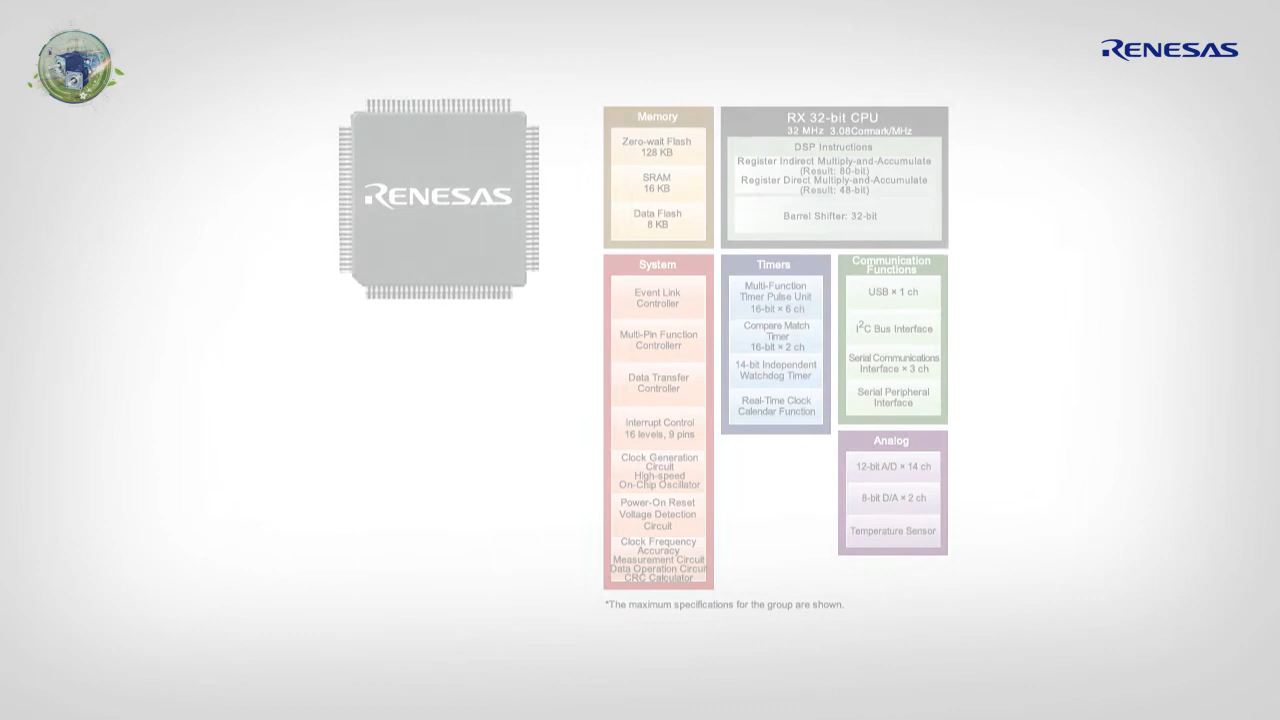 RENESAS
RENESAS
Memory
Zero-wait Flash
128 KB
SRAM
16 KB
Data Flash
8 KB
RX 32-bit CPU
32 MHz 3.08Cormark/MHz
DSP Instructions
Register Indirect Multiply-and-Accumulate
(Result: 80-bit)
Register Direct Multiply-and-Accumulate
(Result: 48-bit)
Barrel Shifter: 32-bit
System
Event Link
Controller
Multi-Pin Function
Controllerr
Data Transfer
Controller
Interrupt Control
16 levels, 9 pins
Clock Generation
Circuit
High-speed
On-Chip Oscillator
Power-On Reset
Voltage Detection
Circuit
Clock Frequency
Accuracy
Measurement Circuit
Data Operation Circuit
CRC Calculator
Timers
Multi-Function
Timer Pulse Unit
16-bit × 6 ch
Compare Match
Timer
16-bit × 2 ch
14-bit Independent
Watchdog Timer
Real-Time Clock
Calendar Function
Communication
Functions
USB × 1 ch
I²C Bus Interface
Serial Communications
Interface × 3 ch
Serial Peripheral
Interface
Analog
12-bit A/D × 14 ch
8-bit D/A × 2 ch
Temperature Sensor
*The maximum specifications for the group are shown.